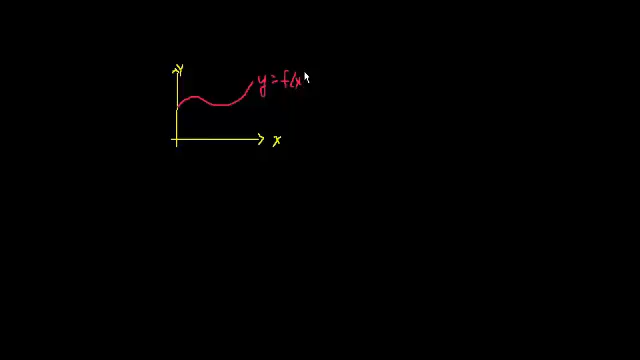 y
y = f(x
x